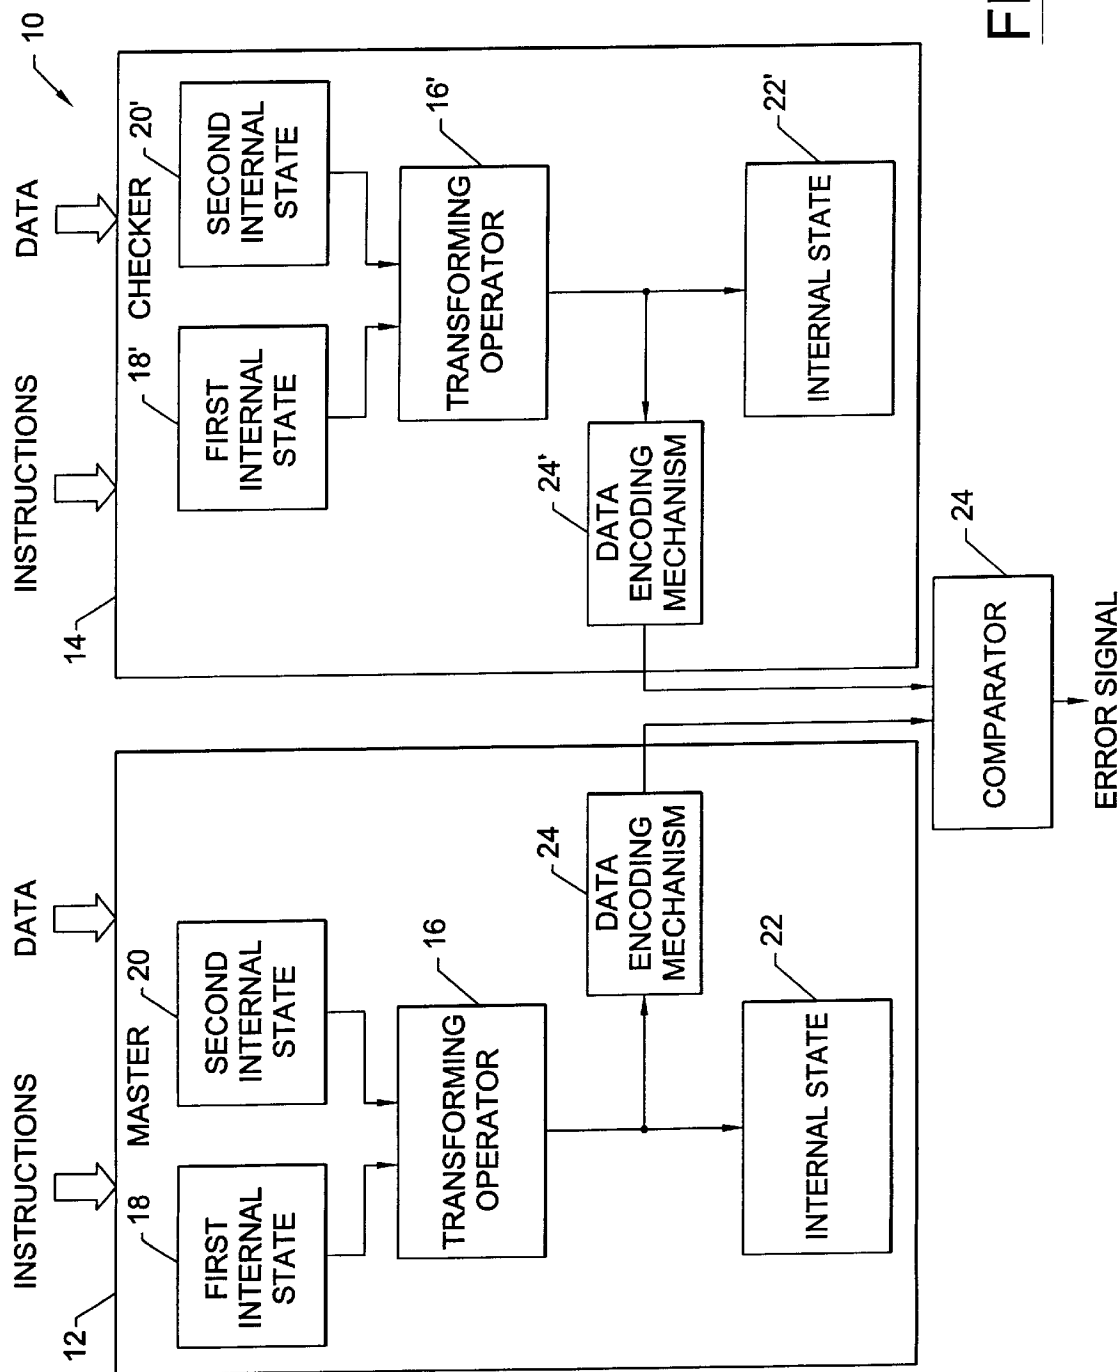 10
INSTRUCTIONS
DATA
INSTRUCTIONS
DATA
12
MASTER
14
CHECKER
18
FIRST
INTERNAL
STATE
20
SECOND
INTERNAL
STATE
18'
FIRST
INTERNAL
STATE
20'
SECOND
INTERNAL
STATE
16
TRANSFORMING
OPERATOR
16'
TRANSFORMING
OPERATOR
24
DATA
ENCODING
MECHANISM
24'
DATA
ENCODING
MECHANISM
22
INTERNAL STATE
22'
INTERNAL STATE
24
COMPARATOR
ERROR SIGNAL